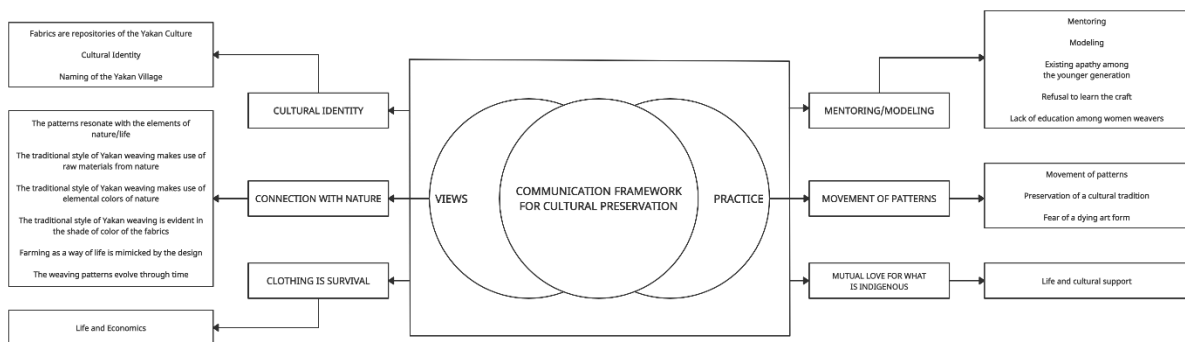 Fabrics are repositories of the Yakan Culture
Cultural Identity
Naming of the Yakan Village
CULTURAL IDENTITY
The patterns resonate with the elements of
nature/life
The traditional style of Yakan weaving makes use of
raw materials from nature
The traditional style of Yakan weaving makes use of
elemental colors of nature
The traditional style of Yakan weaving is evident in
the shade of color of the fabrics
Farming as a way of life is mimicked by the design
The weaving patterns evolve through time
CONNECTION WITH NATURE
CLOTHING IS SURVIVAL
Life and Economics
VIEWS
COMMUNICATION FRAMEWORK
FOR CULTURAL PRESERVATION
PRACTICE
MENTORING/MODELING
Mentoring
Modeling
Existing apathy among
the younger generation
Refusal to learn the craft
Lack of education among women weavers
MOVEMENT OF PATTERNS
Movement of patterns
Preservation of a cultural tradition
Fear of a dying art form
MUTUAL LOVE FOR WHAT
IS INDIGENOUS
Life and cultural support